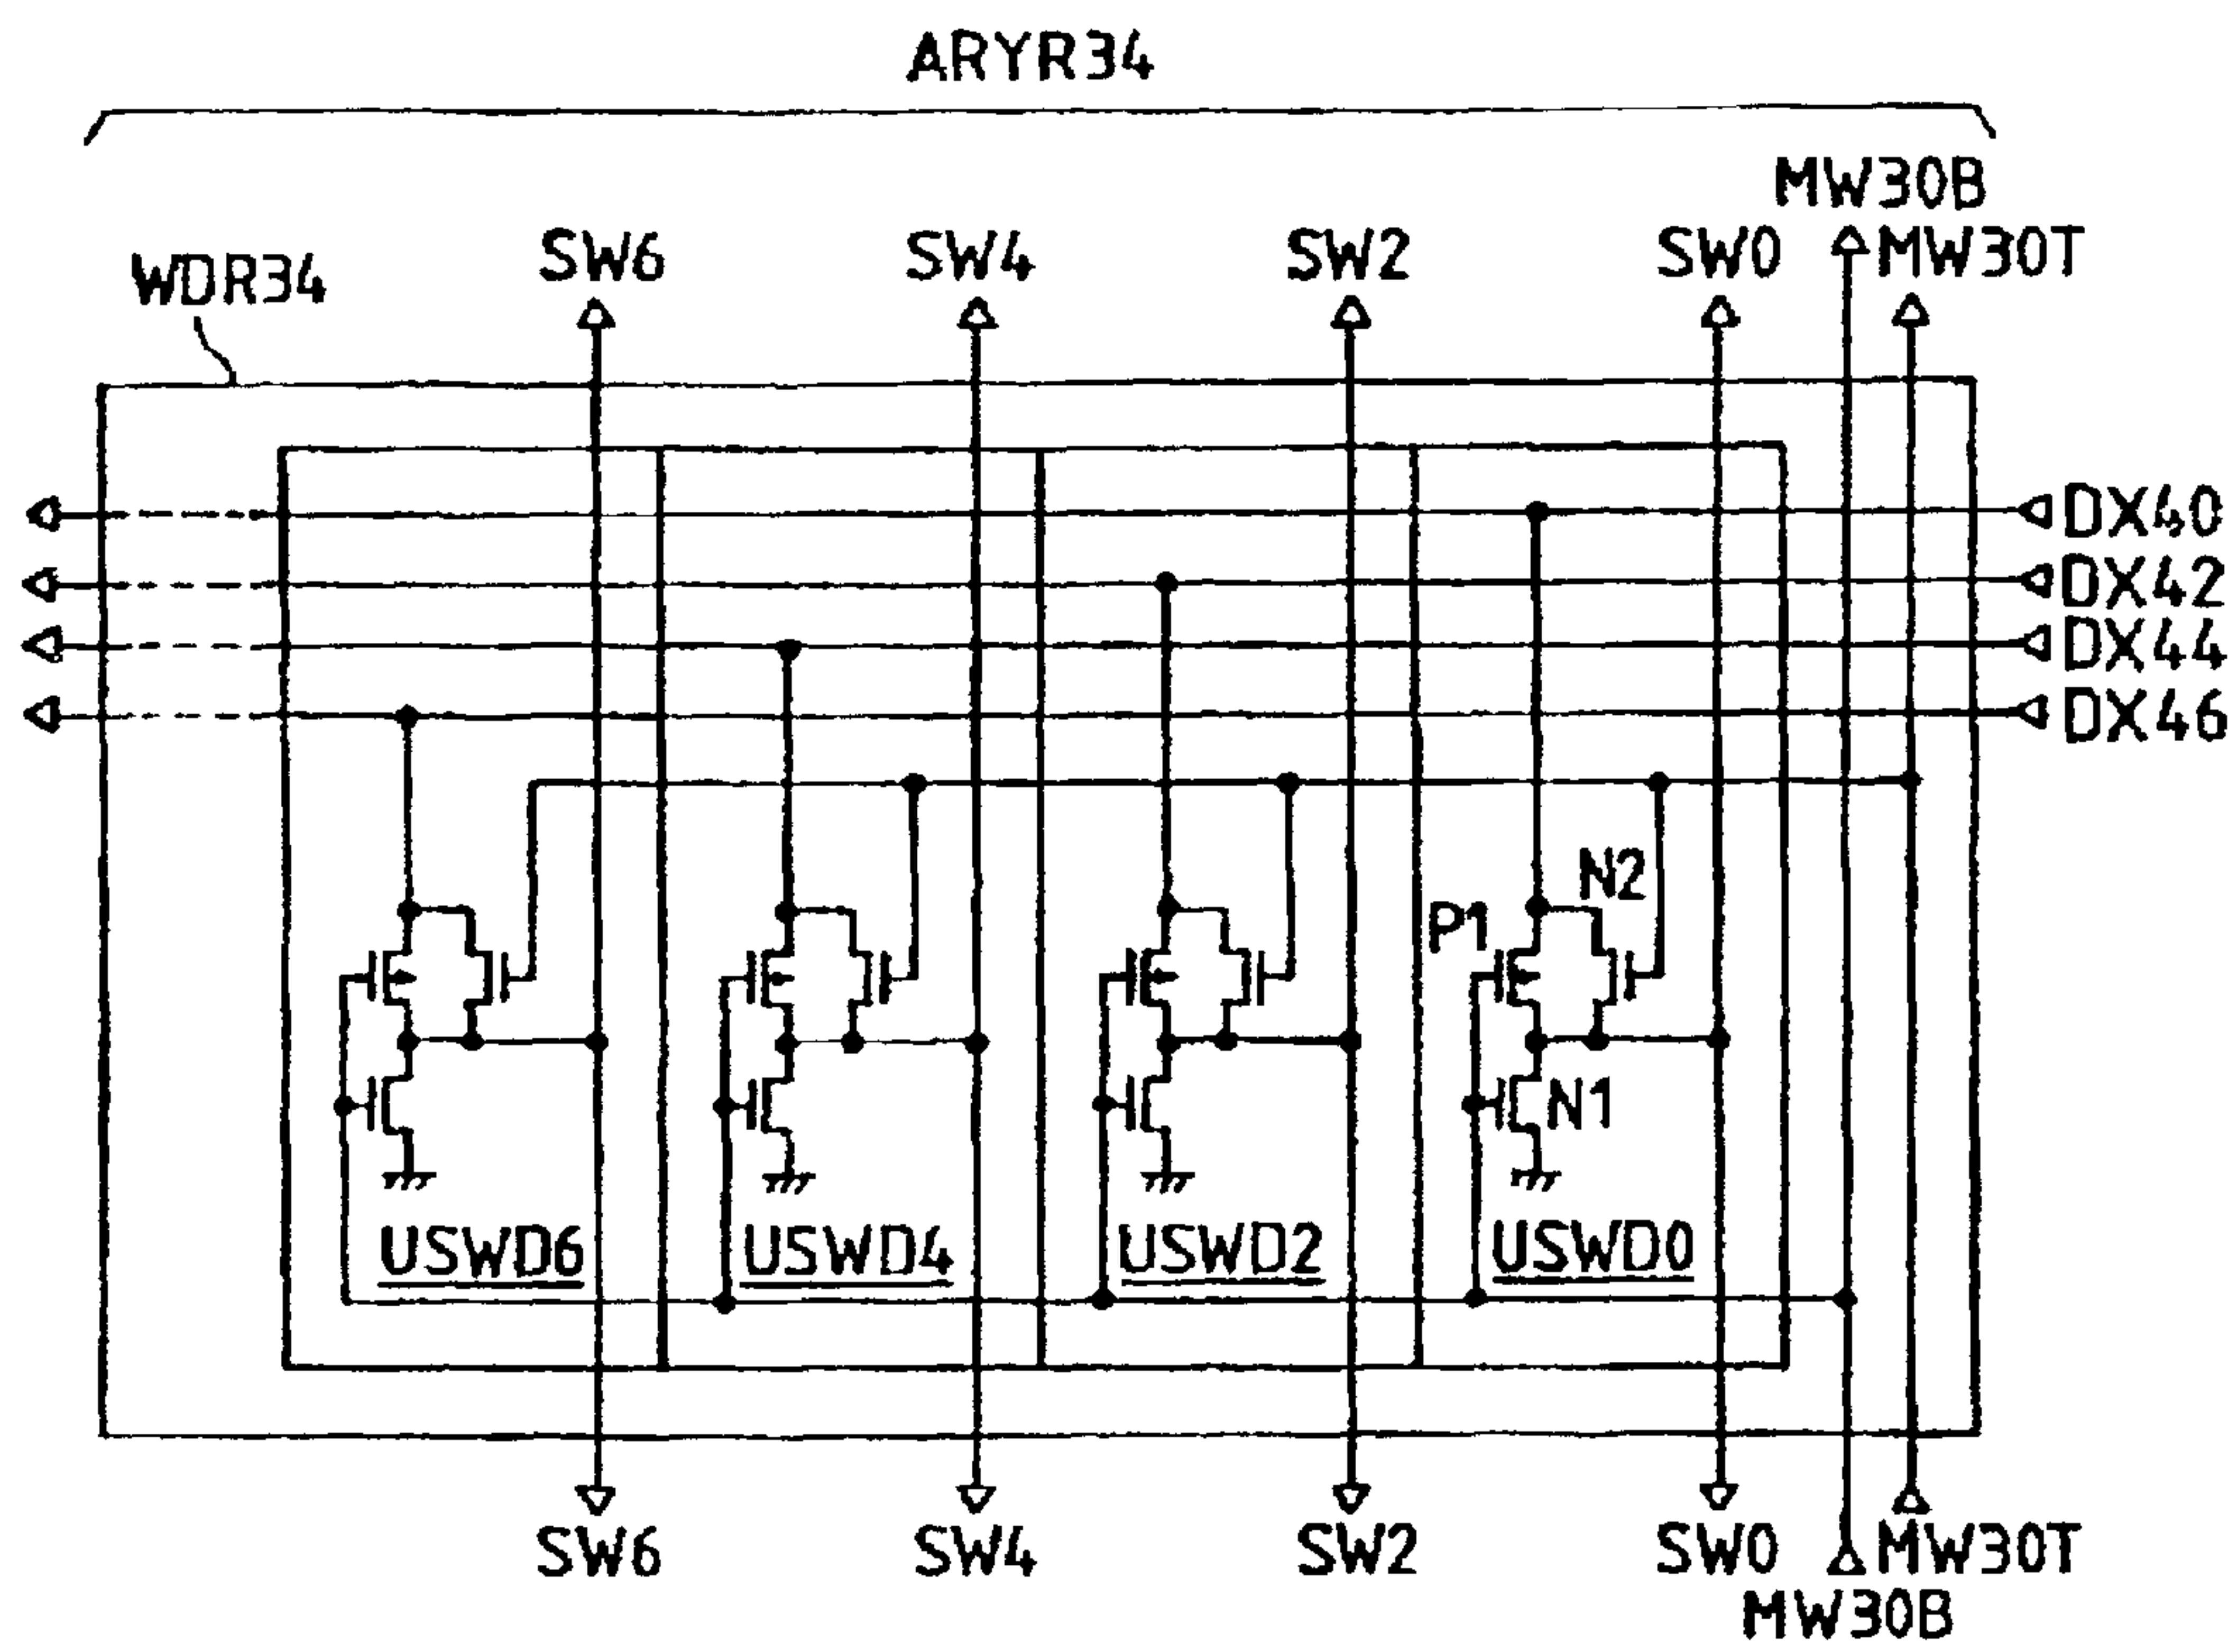 ARYR34
MW30B
WDR34
SW6
SW4
SW2
SW0
MW30T
DX40
DX42
DX44
DX46
N2
P1
N1
USWD6
USWD4
USWD2
USWD0
SW6
SW4
SW2
SW0
MW30T
MW30B